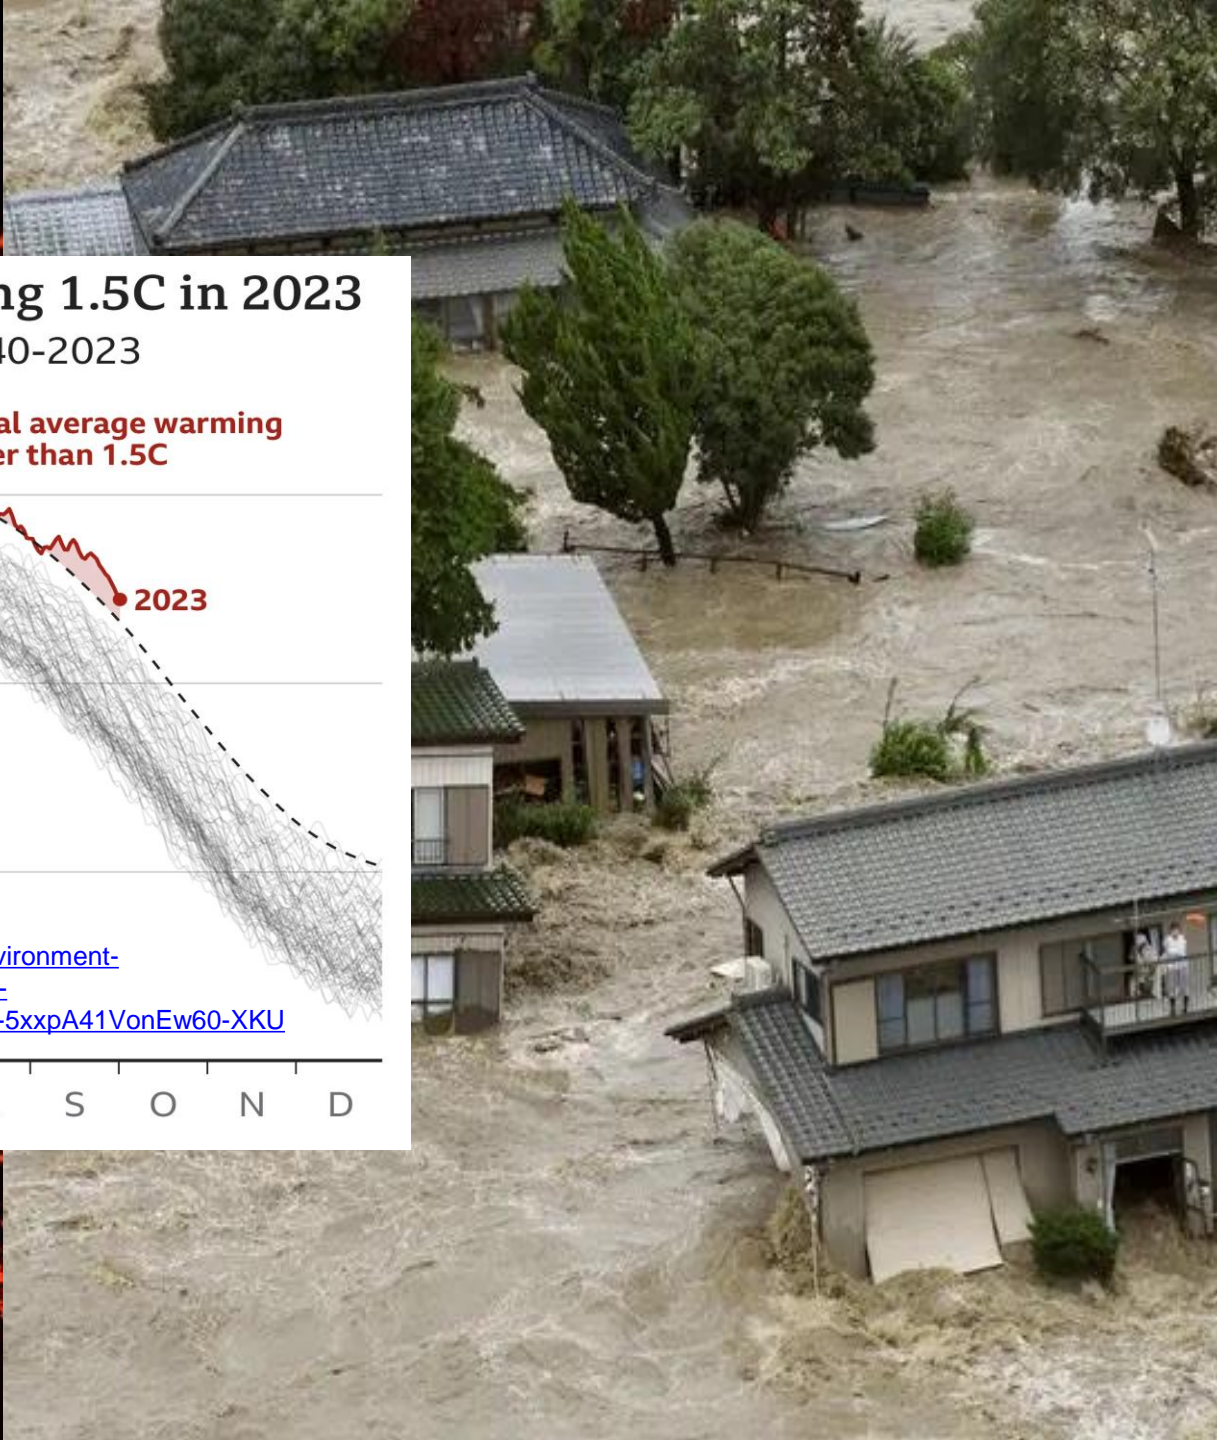 ng 1.5C in 2023
40-2023
al average warming
er than 1.5C
2023
vironment-
-
-5xxpA41VonEw60-XKU
S O N D